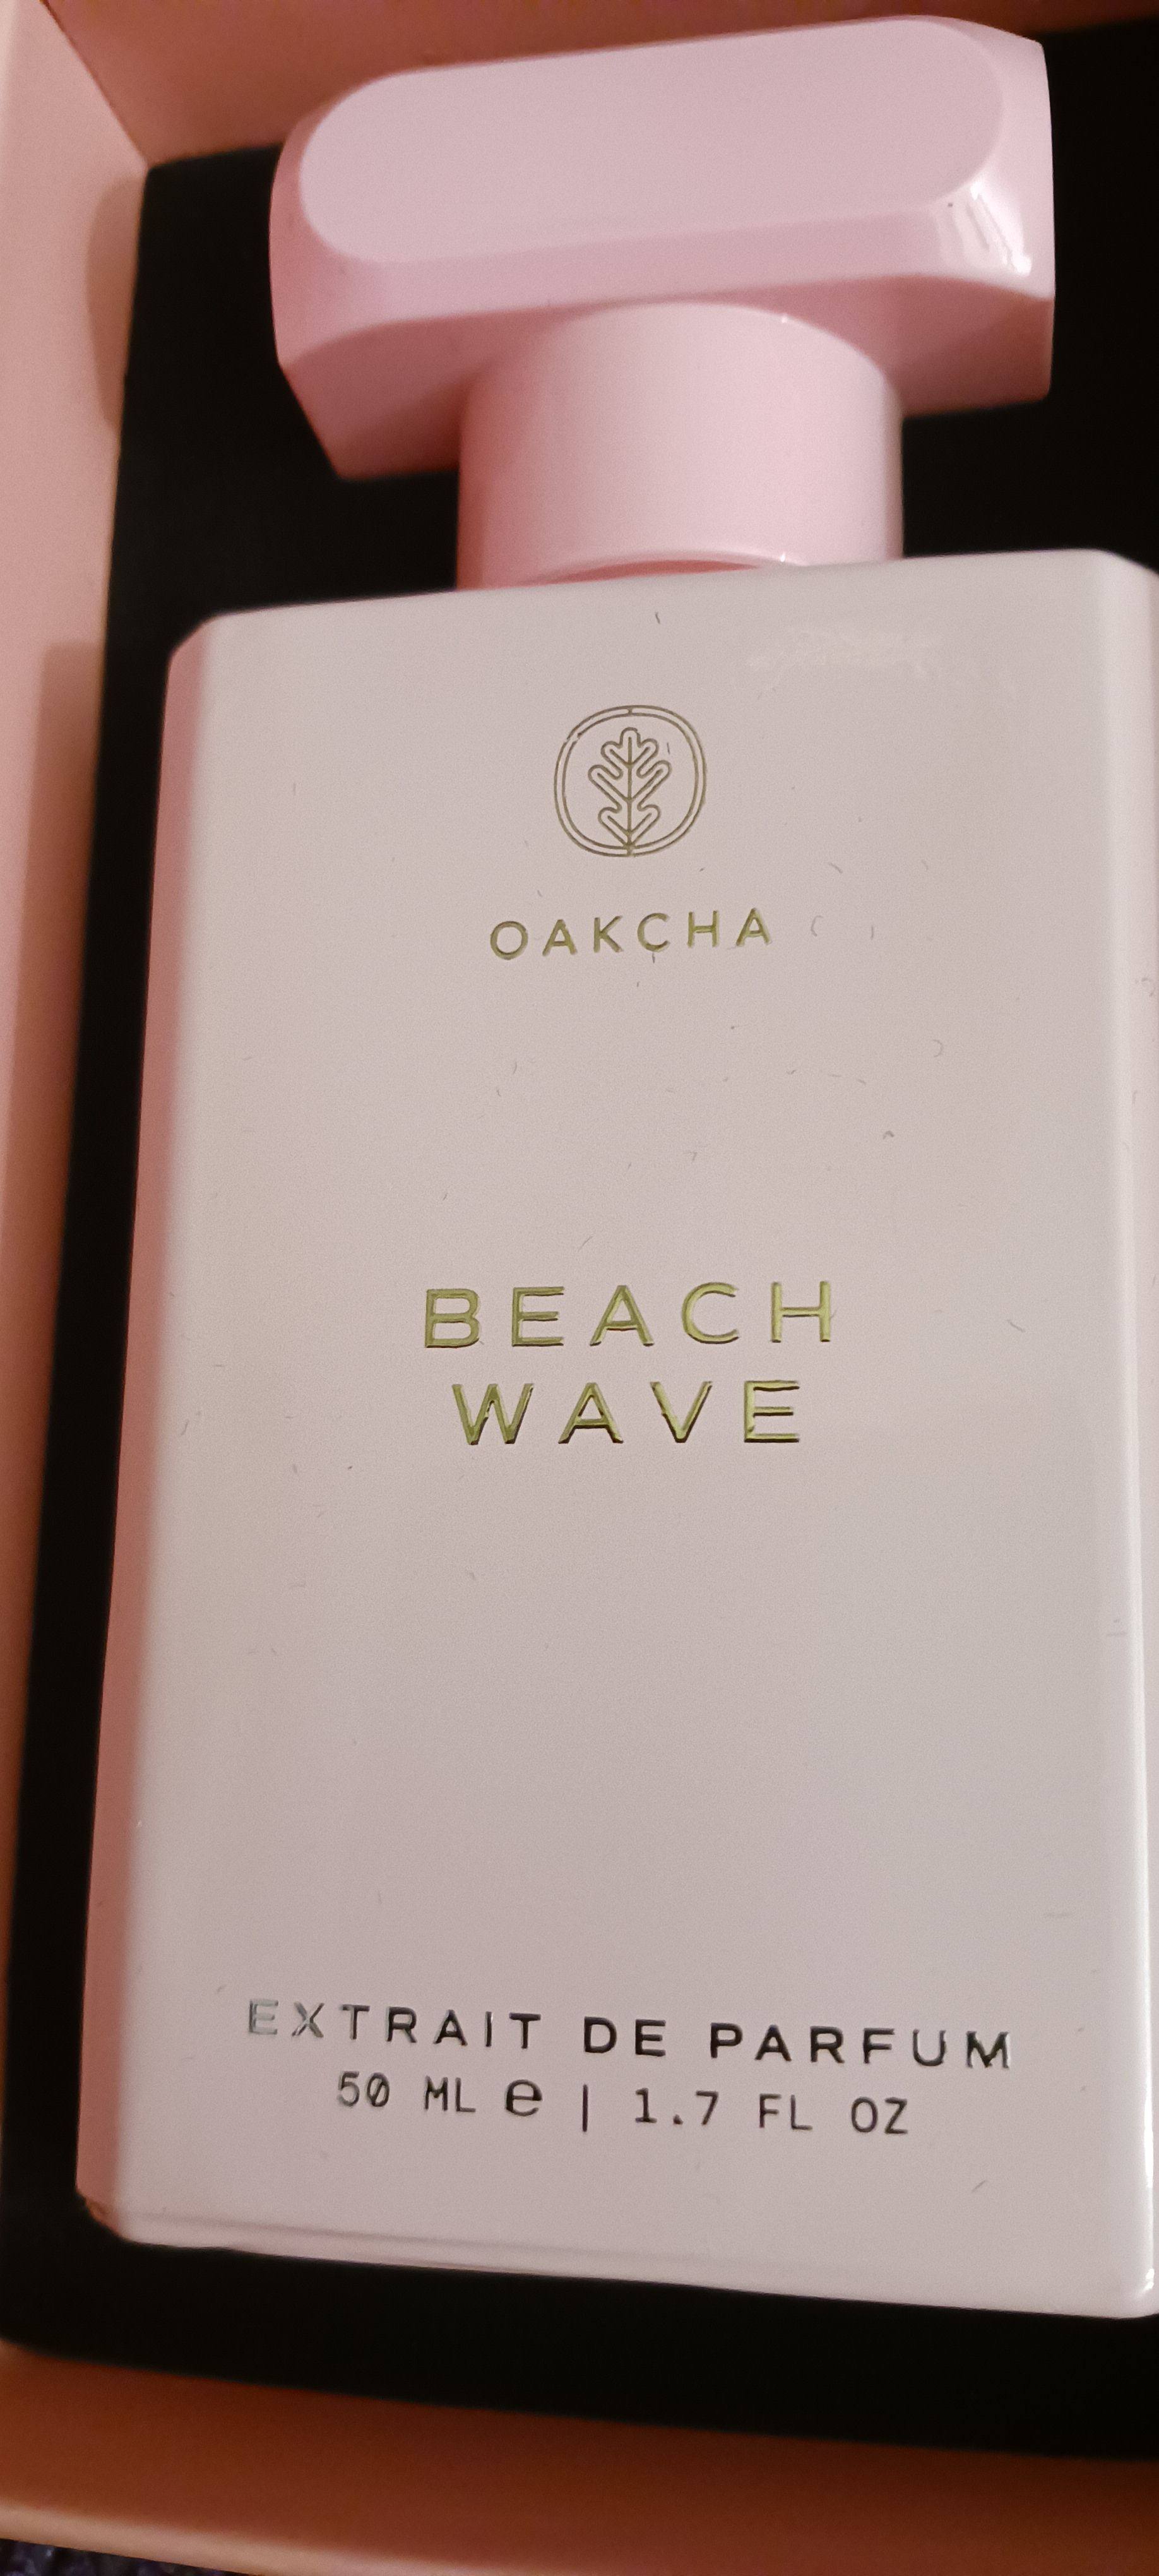 OAKCHA
BEACH
WAVE
EXTRAIT DE PARFUM
50 ML e | 1.7 FL OZ